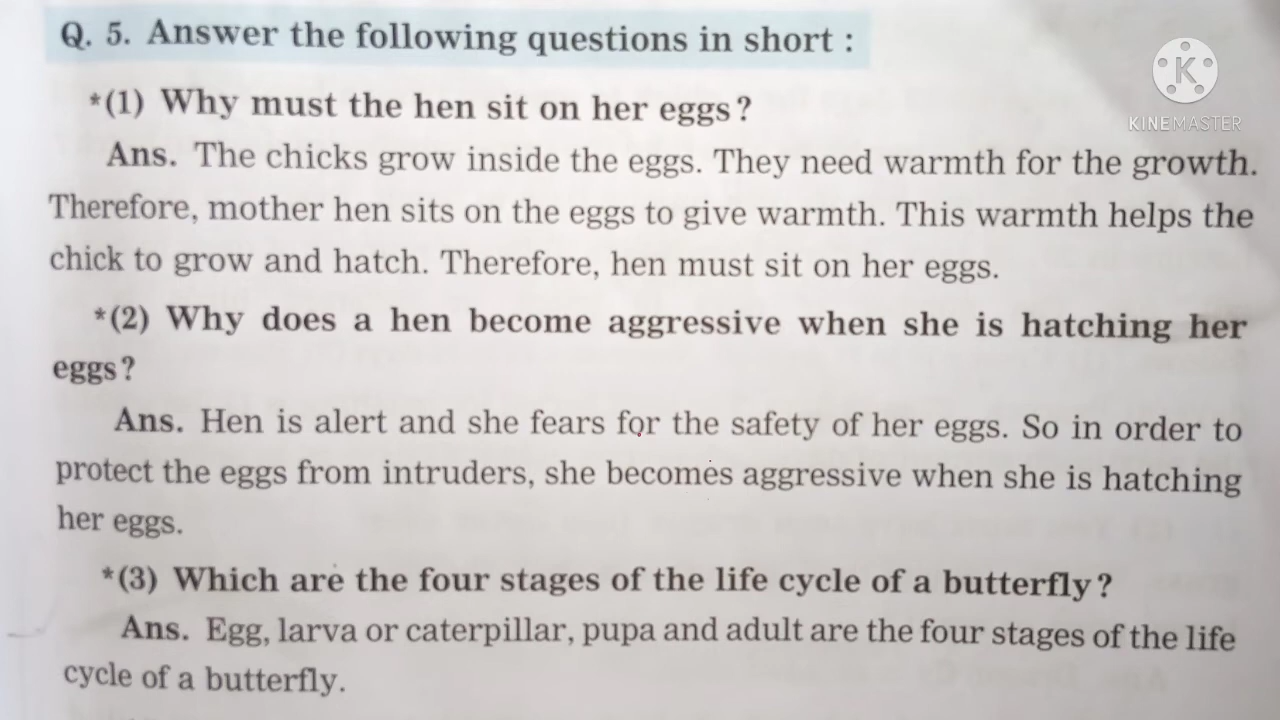 Q. 5. Answer the following questions in short :
K
KINEMASTER
*(1) Why must the hen sit on her eggs?
Ans. The chicks grow inside the eggs. They need warmth for the growth.
Therefore, mother hen sits on the eggs to give warmth. This warmth helps the
chick to grow and hatch. Therefore, hen must sit on her eggs.
*(2) Why does a hen become aggressive when she is hatching her
eggs?
Ans. Hen is alert and she fears for the safety of her eggs. So in order to
protect the eggs from intruders, she becomes aggressive when she is hatching
her eggs.
*(3) Which are the four stages of the life cycle of a butterfly?
Ans. Egg, larva or caterpillar, pupa and adult are the four stages of the life
cycle of a butterfly.